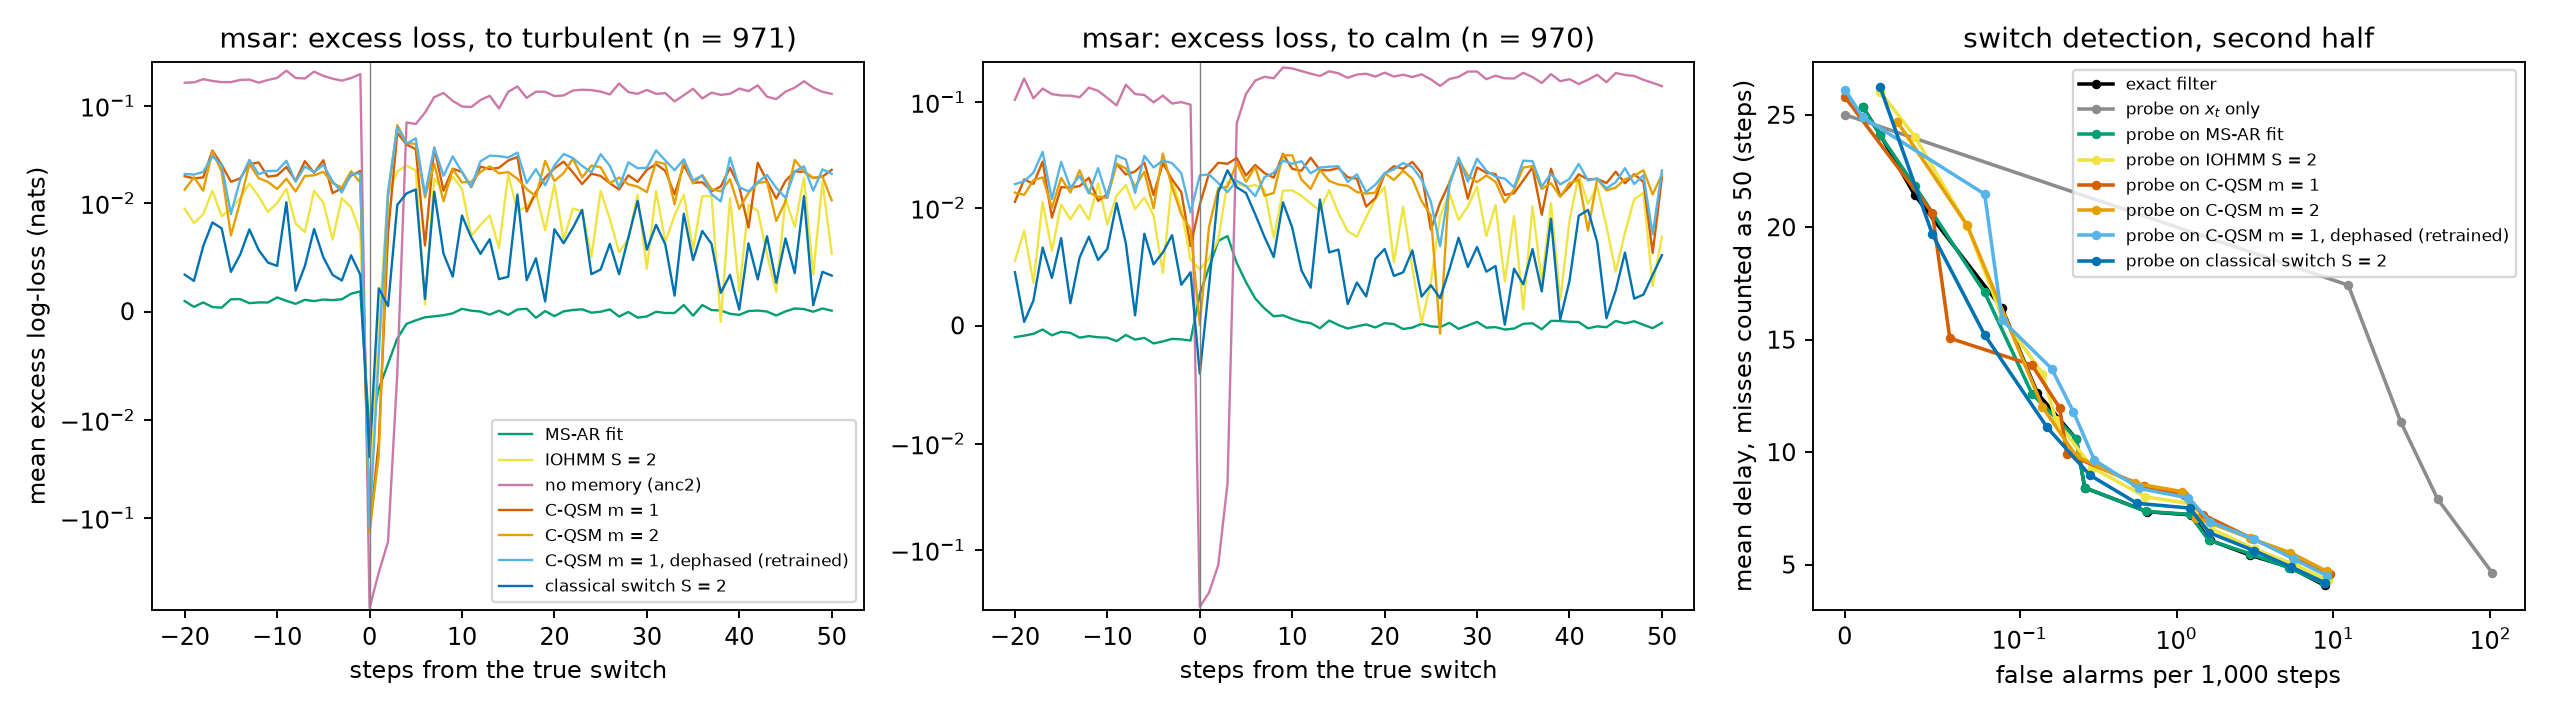 msar: excess loss, to turbulent (n = 971)
mean excess log-loss (nats)
10⁻¹
10⁻²
0
−10⁻²
−10⁻¹
MS-AR fit
IOHMM S = 2
no memory (anc2)
C-QSM m = 1
C-QSM m = 2
C-QSM m = 1, dephased (retrained)
classical switch S = 2
−20 −10 0 10 20 30 40 50
steps from the true switch
msar: excess loss, to calm (n = 970)
10⁻¹
10⁻²
0
−10⁻²
−10⁻¹
−20 −10 0 10 20 30 40 50
steps from the true switch
switch detection, second half
mean delay, misses counted as 50 (steps)
25
20
15
10
5
exact filter
probe on xₜ only
probe on MS-AR fit
probe on IOHMM S = 2
probe on C-QSM m = 1
probe on C-QSM m = 2
probe on C-QSM m = 1, dephased (retrained)
probe on classical switch S = 2
0 10⁻¹ 10⁰ 10¹ 10²
false alarms per 1,000 steps